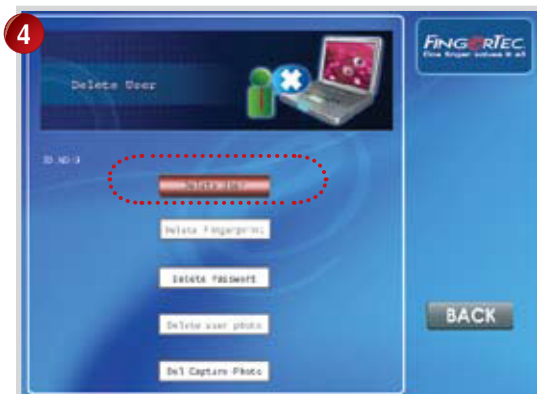 4
FINGERTEC
One finger solves it all
Delete User
Delete User
Delete Fingerprint
Delete Password
Delete user photo
Del Capture Photo
BACK